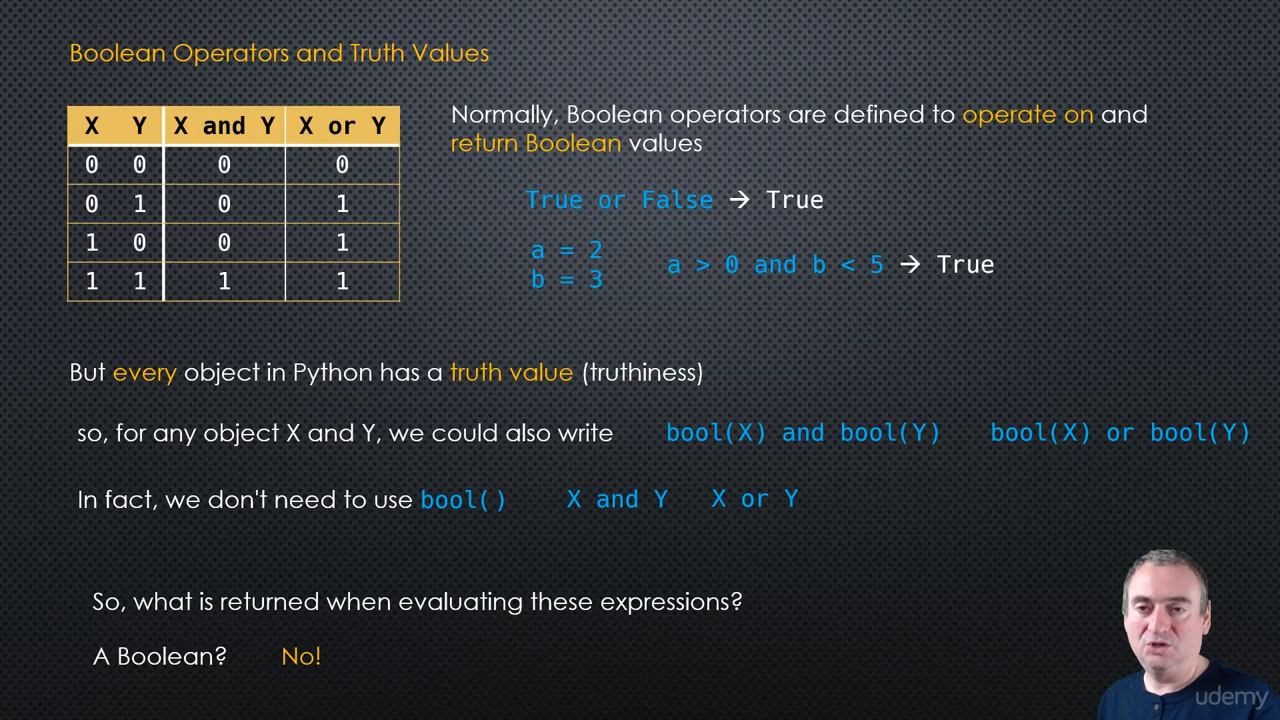 Boolean Operators and Truth Values
X Y X and Y X or Y
0 0 0 0
0 1 0 1
1 0 0 1
1 1 1 1
Normally, Boolean operators are defined to operate on and
return Boolean values
True or False → True
a = 2
b = 3
a > 0 and b < 5 → True
But every object in Python has a truth value (truthiness)
so, for any object X and Y, we could also write bool(X) and bool(Y) bool(X) or bool(Y)
In fact, we don't need to use bool() X and Y X or Y
So, what is returned when evaluating these expressions?
A Boolean? No!
udemy